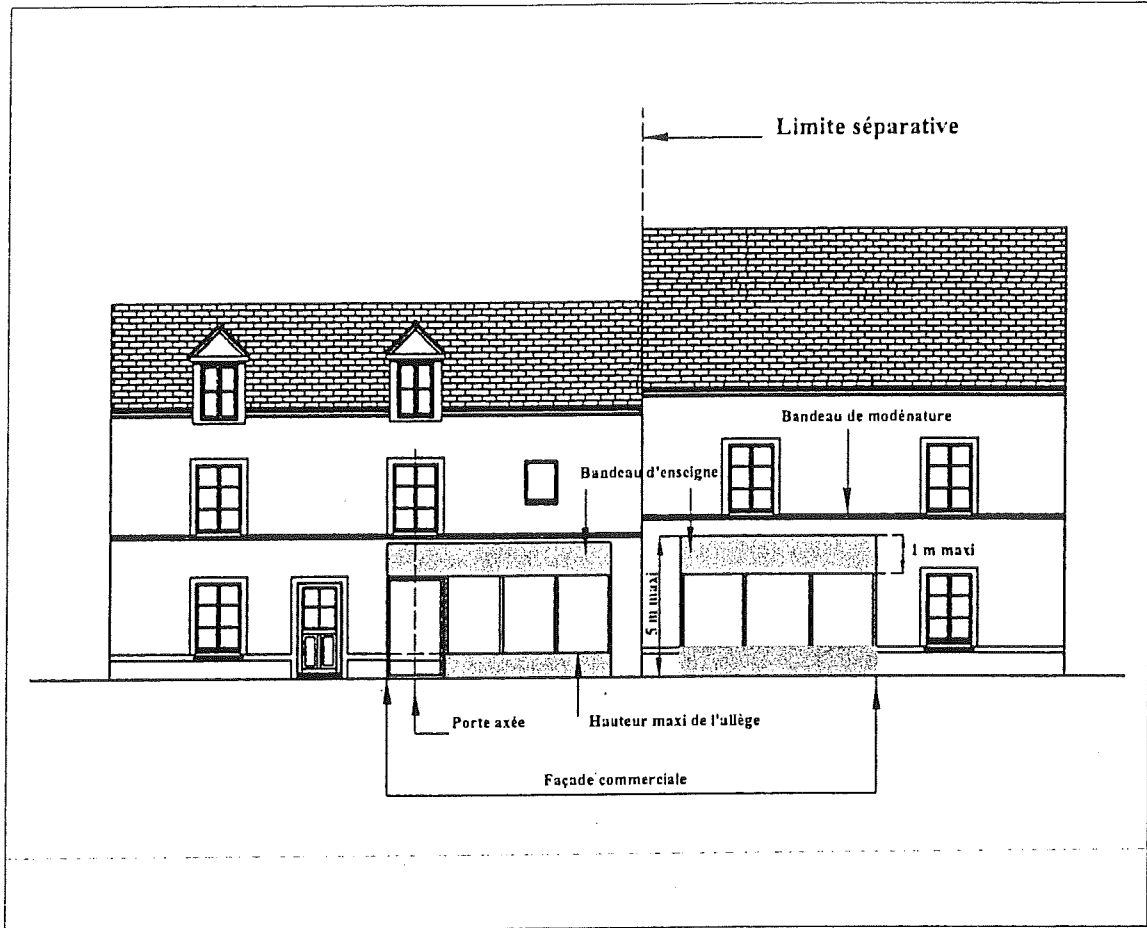 Limite séparative
Bandeau de modénature
Bandeau d'enseigne
1 m maxi
5 m maxi
Porte axée
Hauteur maxi de l'allège
Façade commerciale